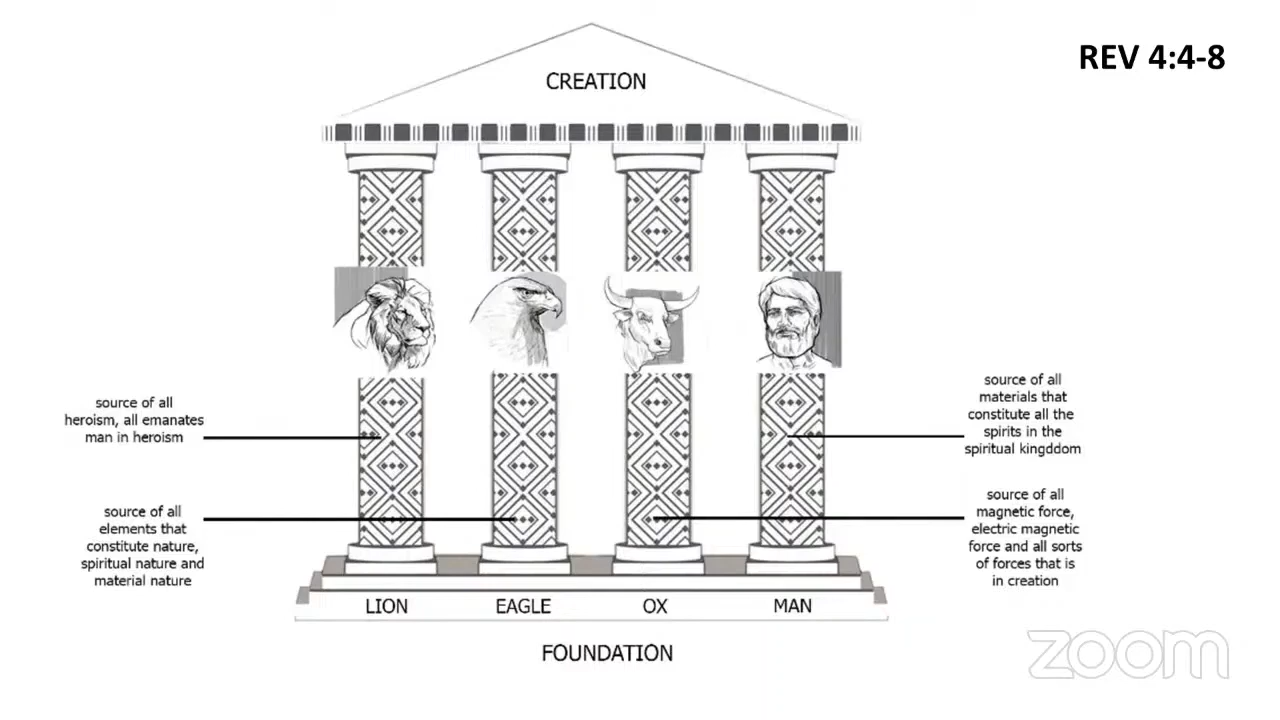 REV 4:4-8
CREATION
source of all
heroism, all emanates
man in heroism
source of all
elements that
constitute nature,
spiritual nature and
material nature
source of all
materials that
constitute all the
spirits in the
spiritual kingddom
source of all
magnetic force,
electric magnetic
force and all sorts
of forces that is
in creation
LION EAGLE OX MAN
FOUNDATION
zoom